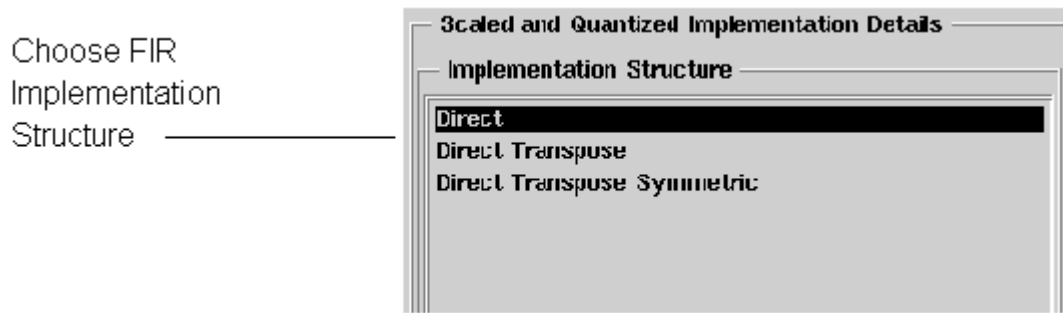 Choose FIR
Implementation
Structure
Scaled and Quantized Implementation Details
Implementation Structure
Direct
Direct Transpose
Direct Transpose Symmetric